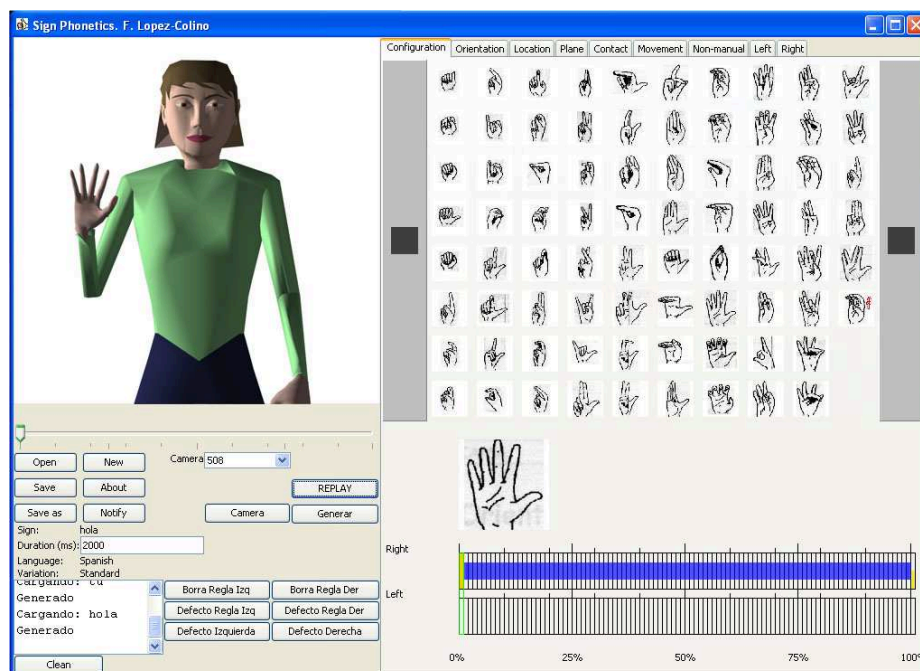 Sign Phonetics. F. Lopez-Colino
Configuration Orientation Location Plane Contact Movement Non-manual Left Right
Open New Camera 508
Save About REPLAY
Save as Notify Camera Generar
Sign: hola
Duration (ms): 2000
Language: Spanish
Variation: Standard
Cargando: cu
Generado
Cargando: hola
Generado
Borra Regla Izq Borra Regla Der
Defecto Regla Izq Defecto Regla Der
Defecto Izquierda Defecto Derecha
Clean
Right
Left
0% 25% 50% 75% 100%